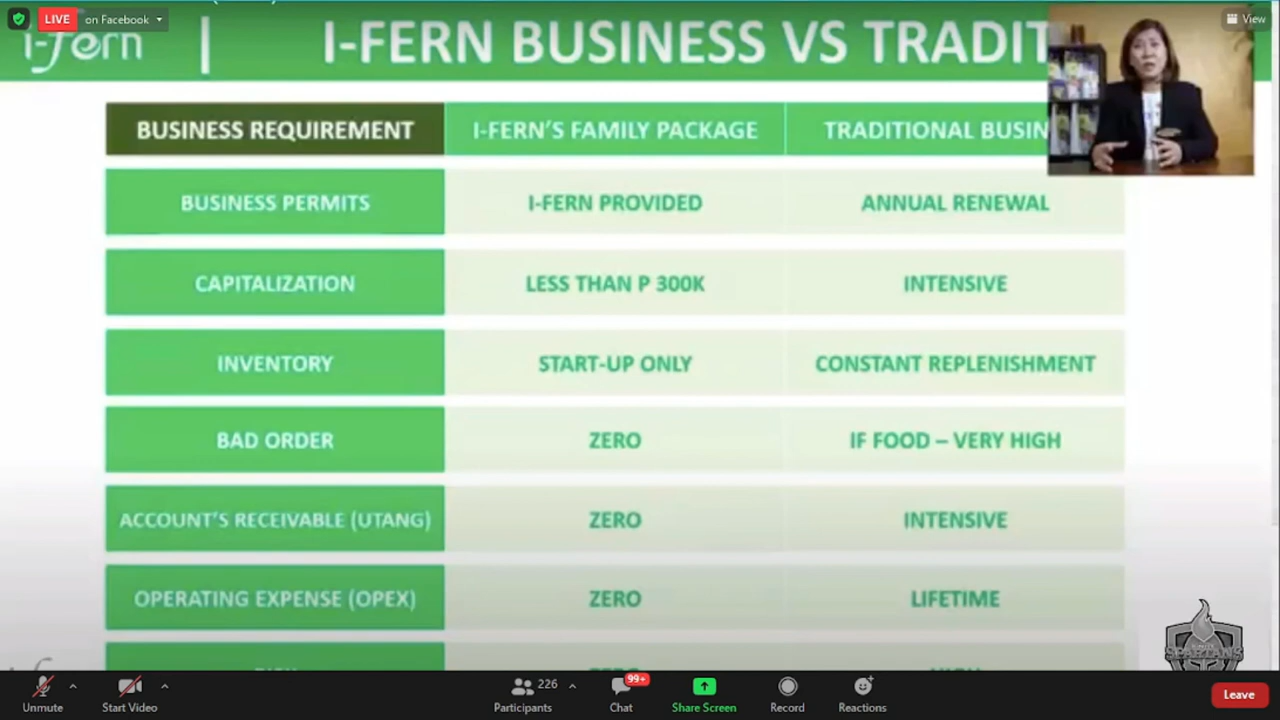 LIVE on Facebook
View
i-fern
I-FERN BUSINESS VS TRADIT
BUSINESS REQUIREMENT I-FERN'S FAMILY PACKAGE TRADITIONAL BUSIN
BUSINESS PERMITS I-FERN PROVIDED ANNUAL RENEWAL
CAPITALIZATION LESS THAN P 300K INTENSIVE
INVENTORY START-UP ONLY CONSTANT REPLENISHMENT
BAD ORDER ZERO IF FOOD – VERY HIGH
ACCOUNT'S RECEIVABLE (UTANG) ZERO INTENSIVE
OPERATING EXPENSE (OPEX) ZERO LIFETIME
SPARTANS
226 99+
Unmute Start Video Participants Chat Share Screen Record Reactions Leave